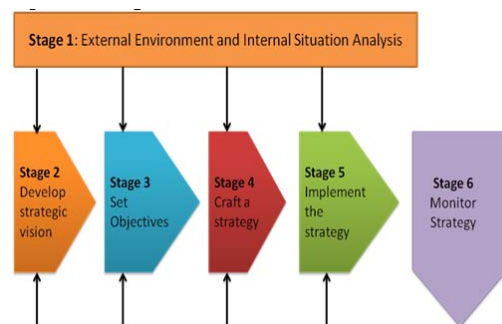 Stage 1: External Environment and Internal Situation Analysis
Stage 2
Develop
strategic
vision
Stage 3
Set
Objectives
Stage 4
Craft a
strategy
Stage 5
Implement
the
strategy
Stage 6
Monitor
Strategy